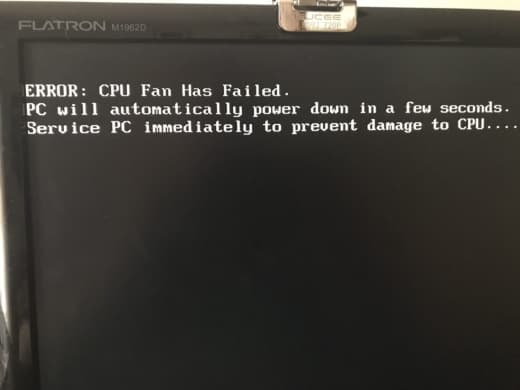 FLATRON M1962D
ERROR: CPU Fan Has Failed.
PC will automatically power down in a few seconds.
Service PC immediately to prevent damage to CPU....